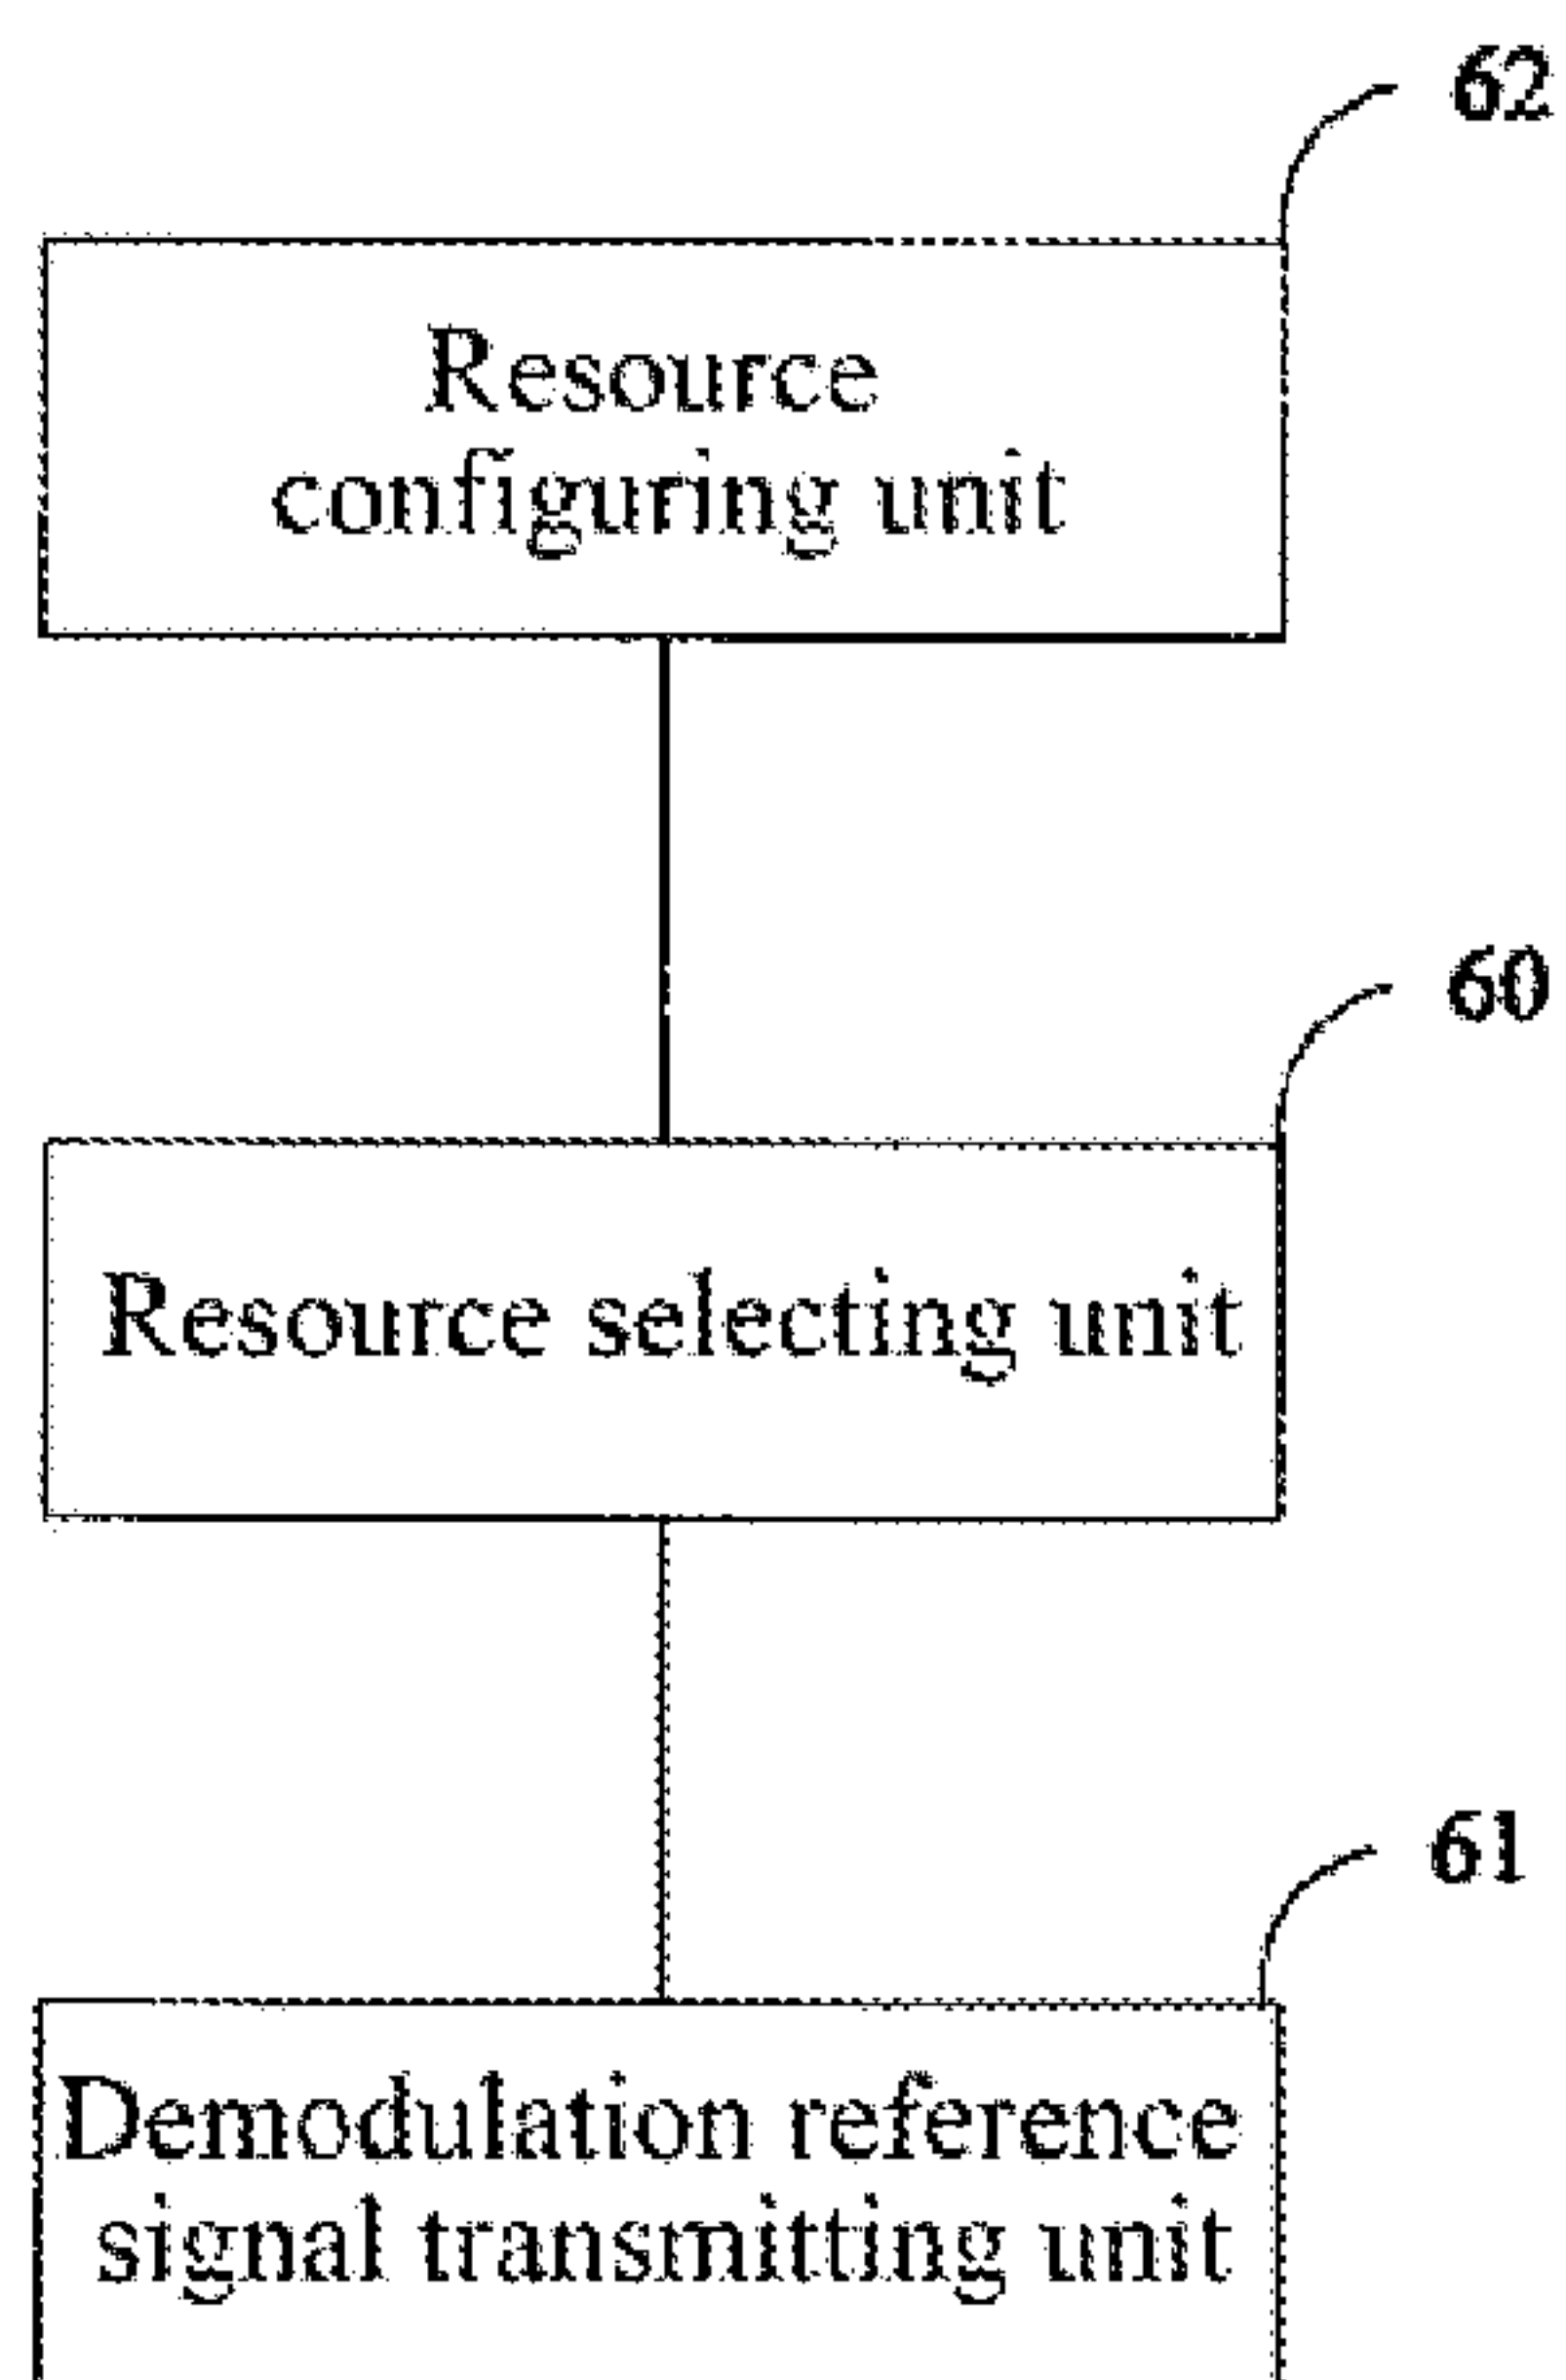 62
Resource
configuring unit
60
Resource selecting unit
61
Demodulation reference
signal transmitting unit